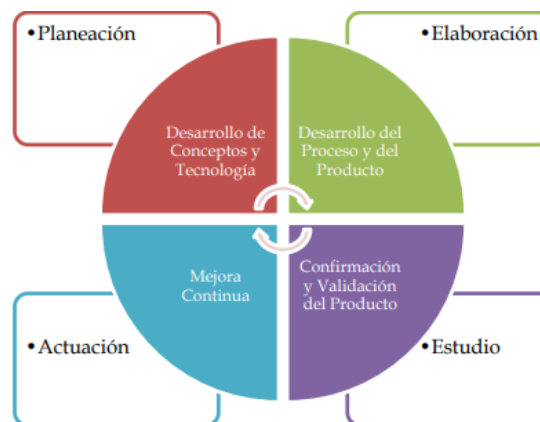 •Planeación
•Elaboración
Desarrollo de
Conceptos y
Tecnología
Desarrollo del
Proceso y del
Producto
Mejora
Continua
Confirmación
y Validación
del Producto
•Actuación
•Estudio